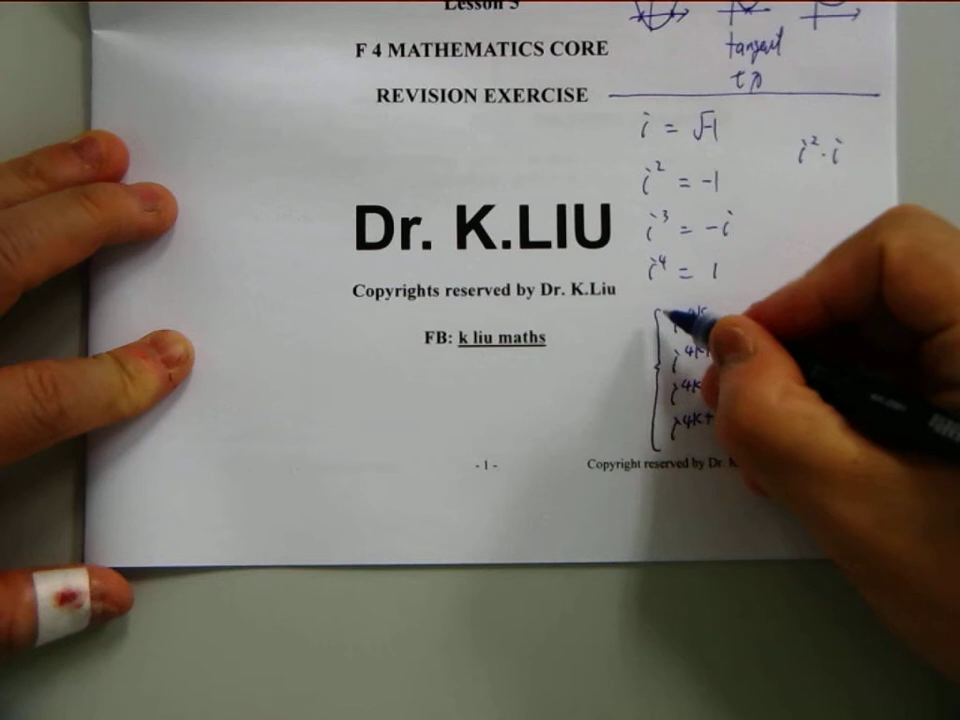 Lesson 5
F 4 MATHEMATICS CORE
REVISION EXERCISE
Dr. K.LIU
Copyrights reserved by Dr. K.Liu
FB: k liu maths
- 1 -
Copyright reserved by Dr. K
tangent
i = √-1
i² · i
i² = -1
i³ = -i
i⁴ = 1